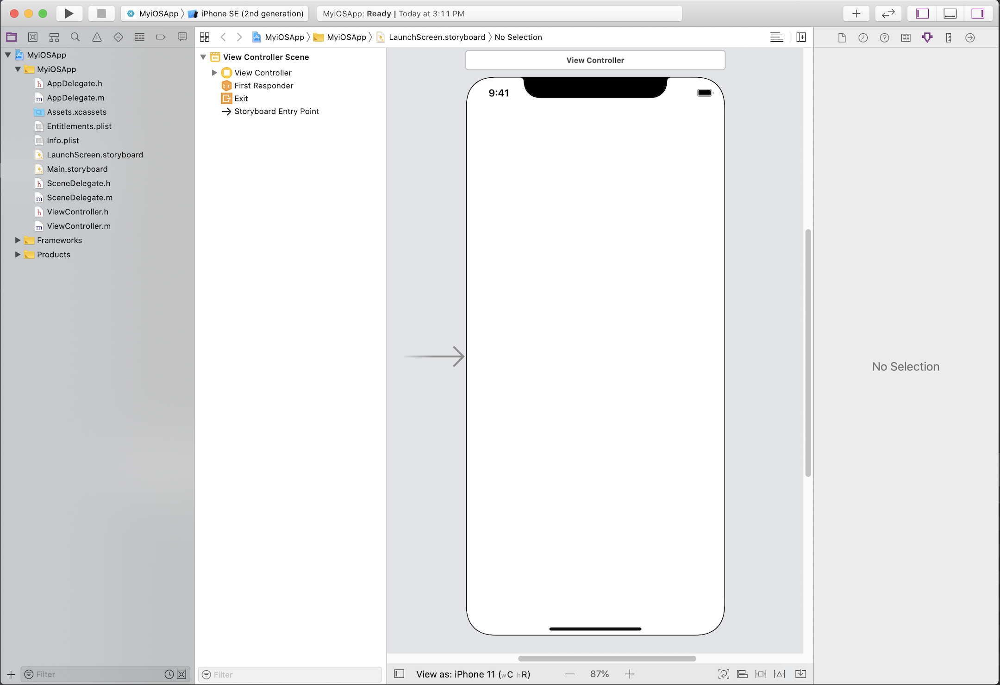 MyiOSApp iPhone SE (2nd generation)
MyiOSApp: Ready | Today at 3:11 PM
MyiOSApp MyiOSApp LaunchScreen.storyboard No Selection
MyiOSApp
MyiOSApp
AppDelegate.h
AppDelegate.m
Assets.xcassets
Entitlements.plist
Info.plist
LaunchScreen.storyboard
Main.storyboard
SceneDelegate.h
SceneDelegate.m
ViewController.h
ViewController.m
Frameworks
Products
Filter
View Controller Scene
View Controller
First Responder
Exit
Storyboard Entry Point
Filter
View Controller
9:41
View as: iPhone 11 (wC hR)
87%
No Selection